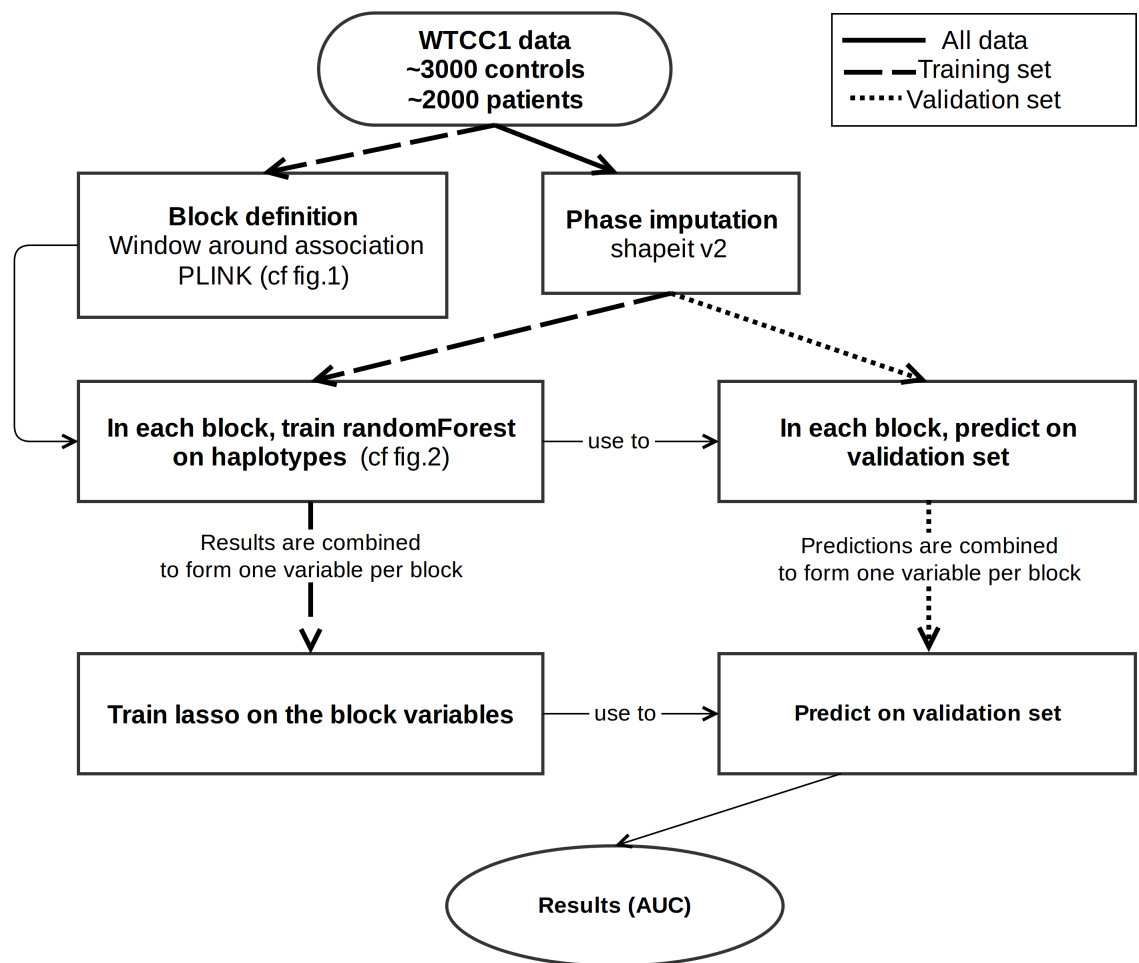 WTCC1 data
~3000 controls
~2000 patients
All data
Training set
Validation set
Block definition
Window around association
PLINK (cf fig.1)
Phase imputation
shapeit v2
In each block, train randomForest
on haplotypes (cf fig.2)
use to
In each block, predict on
validation set
Results are combined
to form one variable per block
Predictions are combined
to form one variable per block
Train lasso on the block variables
use to
Predict on validation set
Results (AUC)